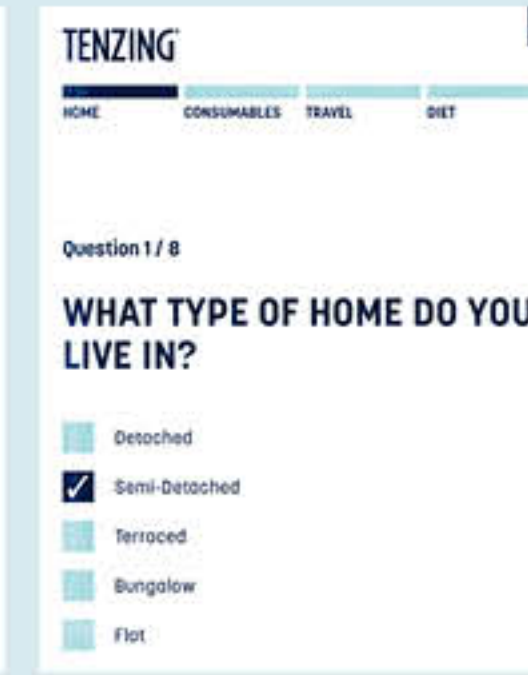 TENZING
HOME CONSUMABLES TRAVEL DIET
Question 1 / 8
WHAT TYPE OF HOME DO YOU
LIVE IN?
Detached
Semi-Detached
Terraced
Bungalow
Flat